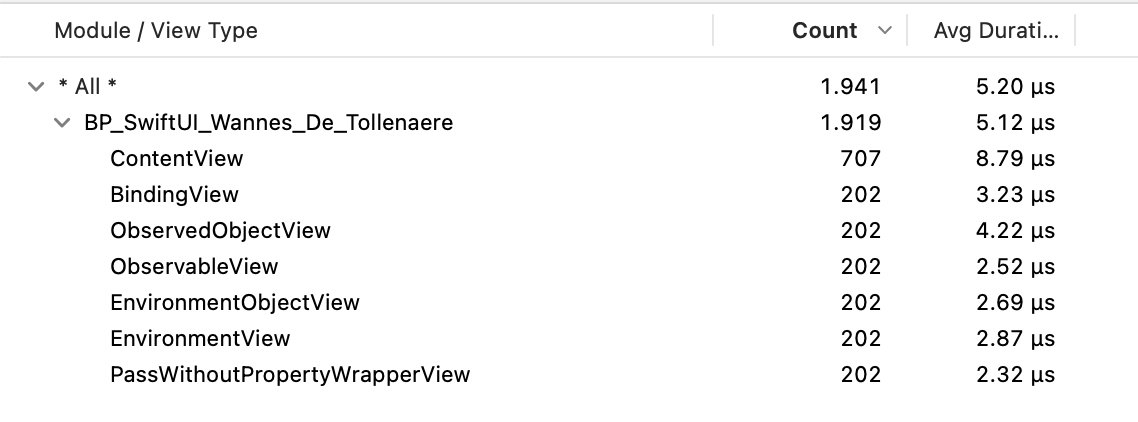 Module / View Type Count Avg Durati...
* All * 1.941 5.20 µs
BP_SwiftUI_Wannes_De_Tollenaere 1.919 5.12 µs
ContentView 707 8.79 µs
BindingView 202 3.23 µs
ObservedObjectView 202 4.22 µs
ObservableView 202 2.52 µs
EnvironmentObjectView 202 2.69 µs
EnvironmentView 202 2.87 µs
PassWithoutPropertyWrapperView 202 2.32 µs